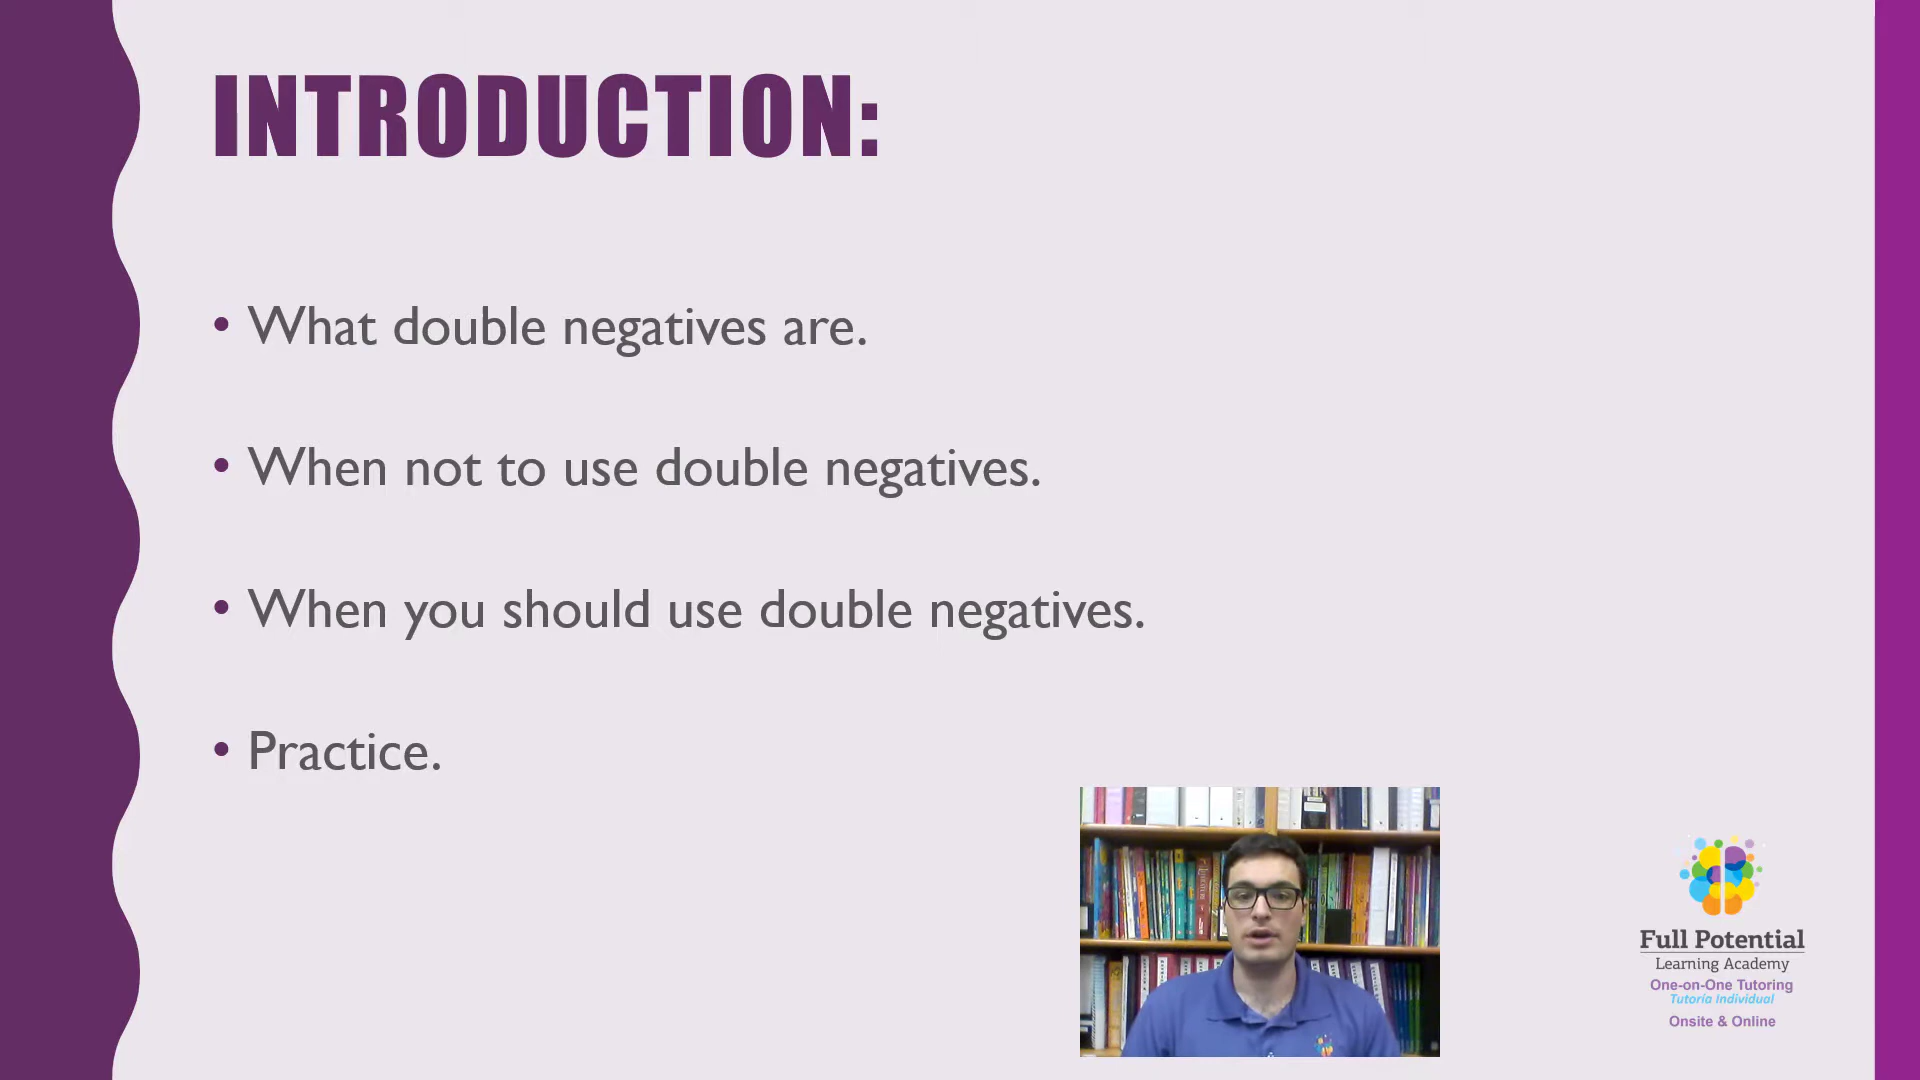 INTRODUCTION:
• What double negatives are.
• When not to use double negatives.
• When you should use double negatives.
• Practice.
Full Potential
Learning Academy
One-on-One Tutoring
Tutoría Individual
Onsite & Online